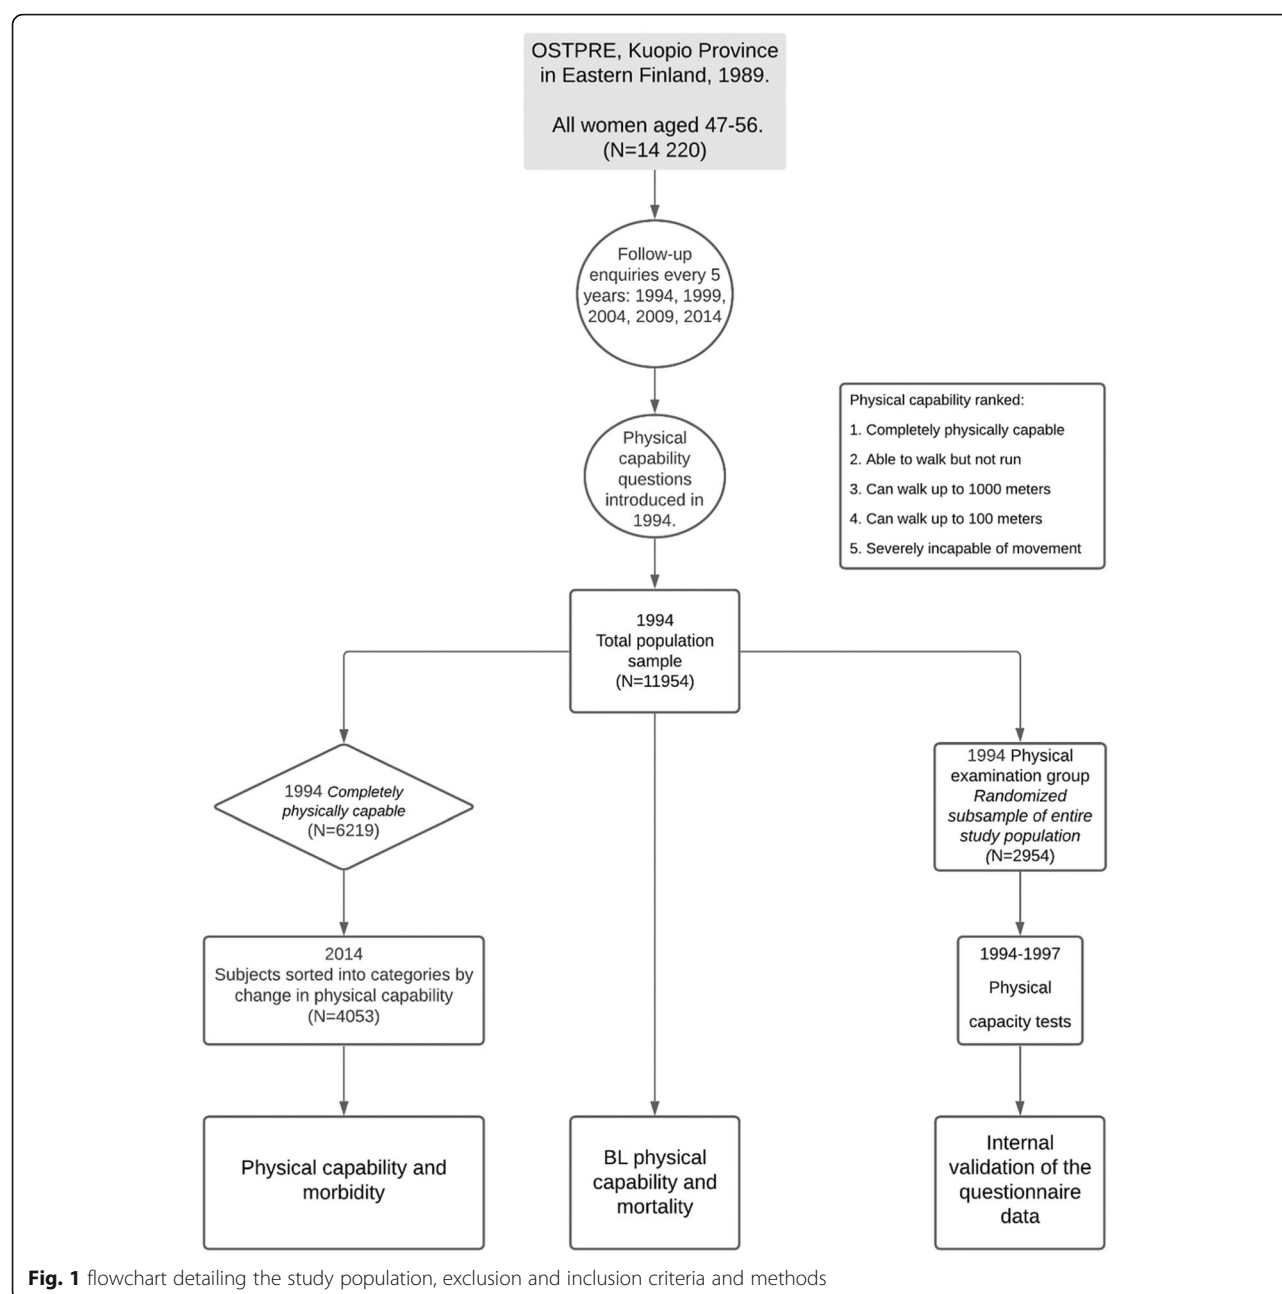 OSTPRE, Kuopio Province
in Eastern Finland, 1989.
All women aged 47-56.
(N=14 220)
Follow-up
enquiries every 5
years: 1994, 1999,
2004, 2009, 2014
Physical
capability
questions
introduced in
1994.
Physical capability ranked:
1. Completely physically capable
2. Able to walk but not run
3. Can walk up to 1000 meters
4. Can walk up to 100 meters
5. Severely incapable of movement
1994
Total population
sample
(N=11954)
1994 Completely
physically capable
(N=6219)
1994 Physical
examination group
Randomized
subsample of entire
study population
(N=2954)
2014
Subjects sorted into categories by
change in physical capability
(N=4053)
1994-1997
Physical
capacity tests
Physical capability and
morbidity
BL physical
capability and
mortality
Internal
validation of the
questionnaire
data
Fig. 1 flowchart detailing the study population, exclusion and inclusion criteria and methods